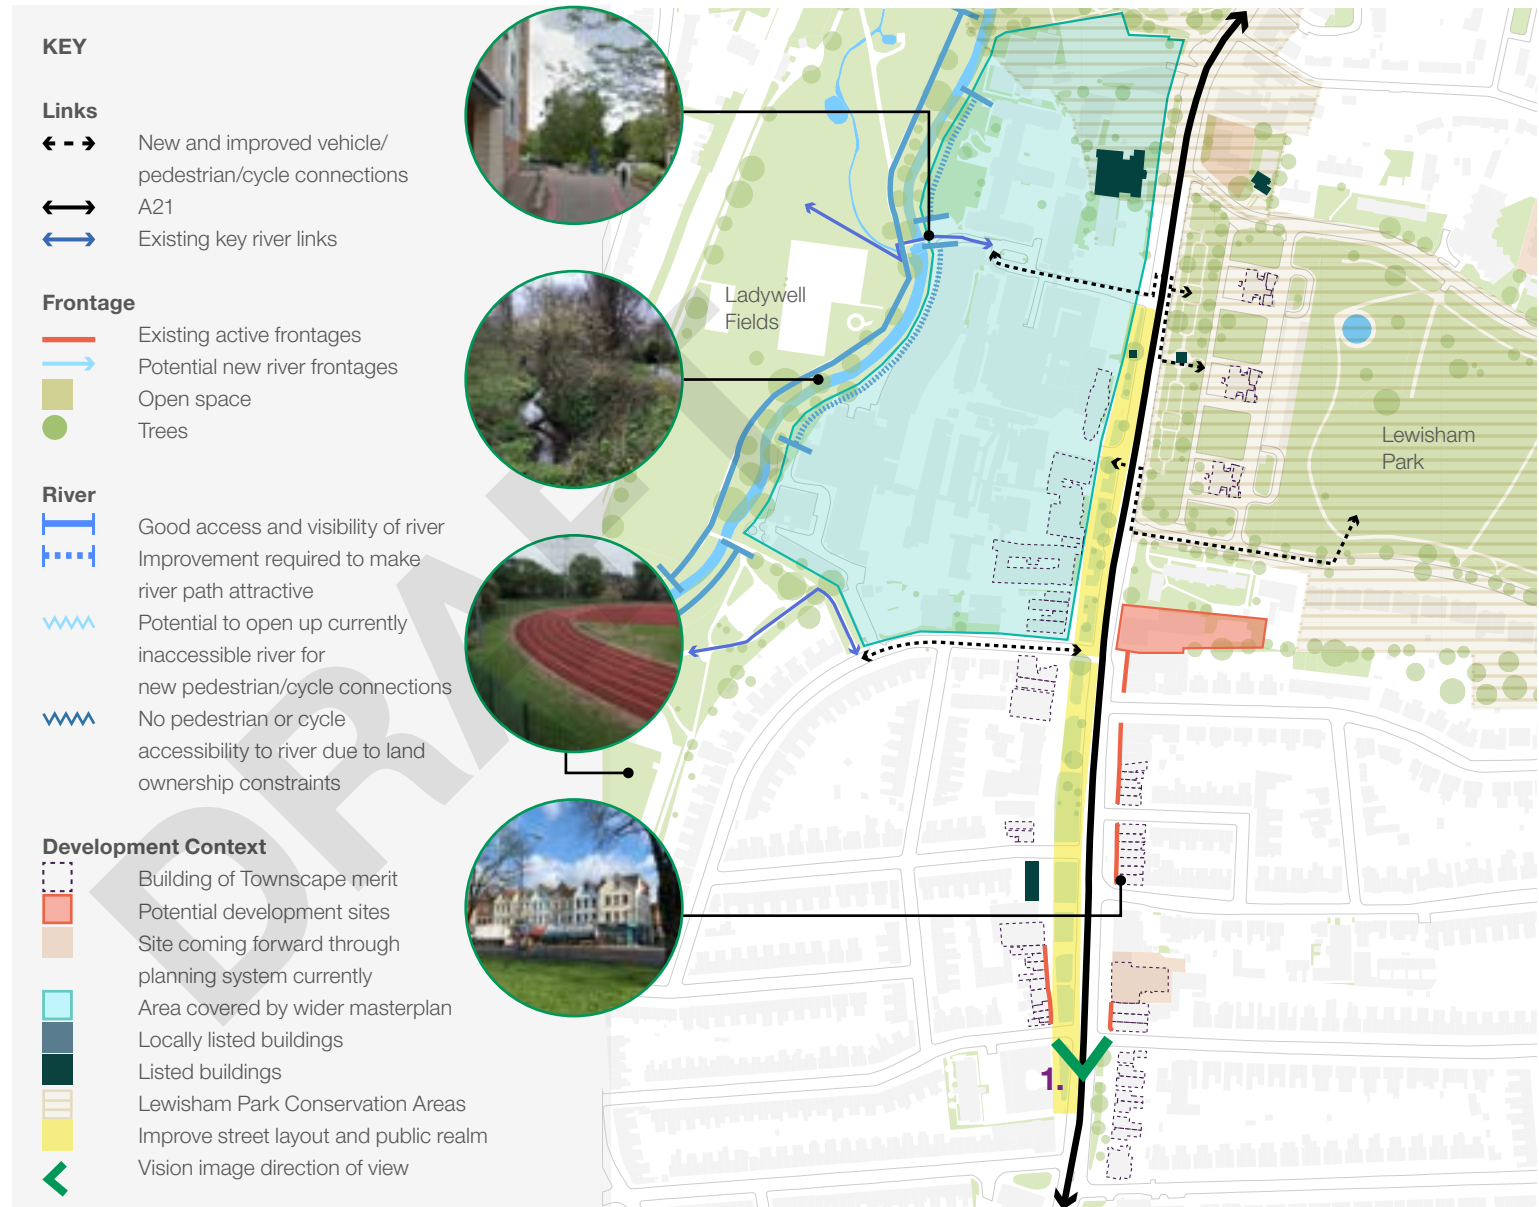 KEY
Links
New and improved vehicle/
pedestrian/cycle connections
A21
Existing key river links
Frontage
Existing active frontages
Potential new river frontages
Open space
Trees
River
Good access and visibility of river
Improvement required to make
river path attractive
Potential to open up currently
inaccessible river for
new pedestrian/cycle connections
No pedestrian or cycle
accessibility to river due to land
ownership constraints
Development Context
Building of Townscape merit
Potential development sites
Site coming forward through
planning system currently
Area covered by wider masterplan
Locally listed buildings
Listed buildings
Lewisham Park Conservation Areas
Improve street layout and public realm
Vision image direction of view
Ladywell
Fields
Lewisham
Park
1.
DRAFT